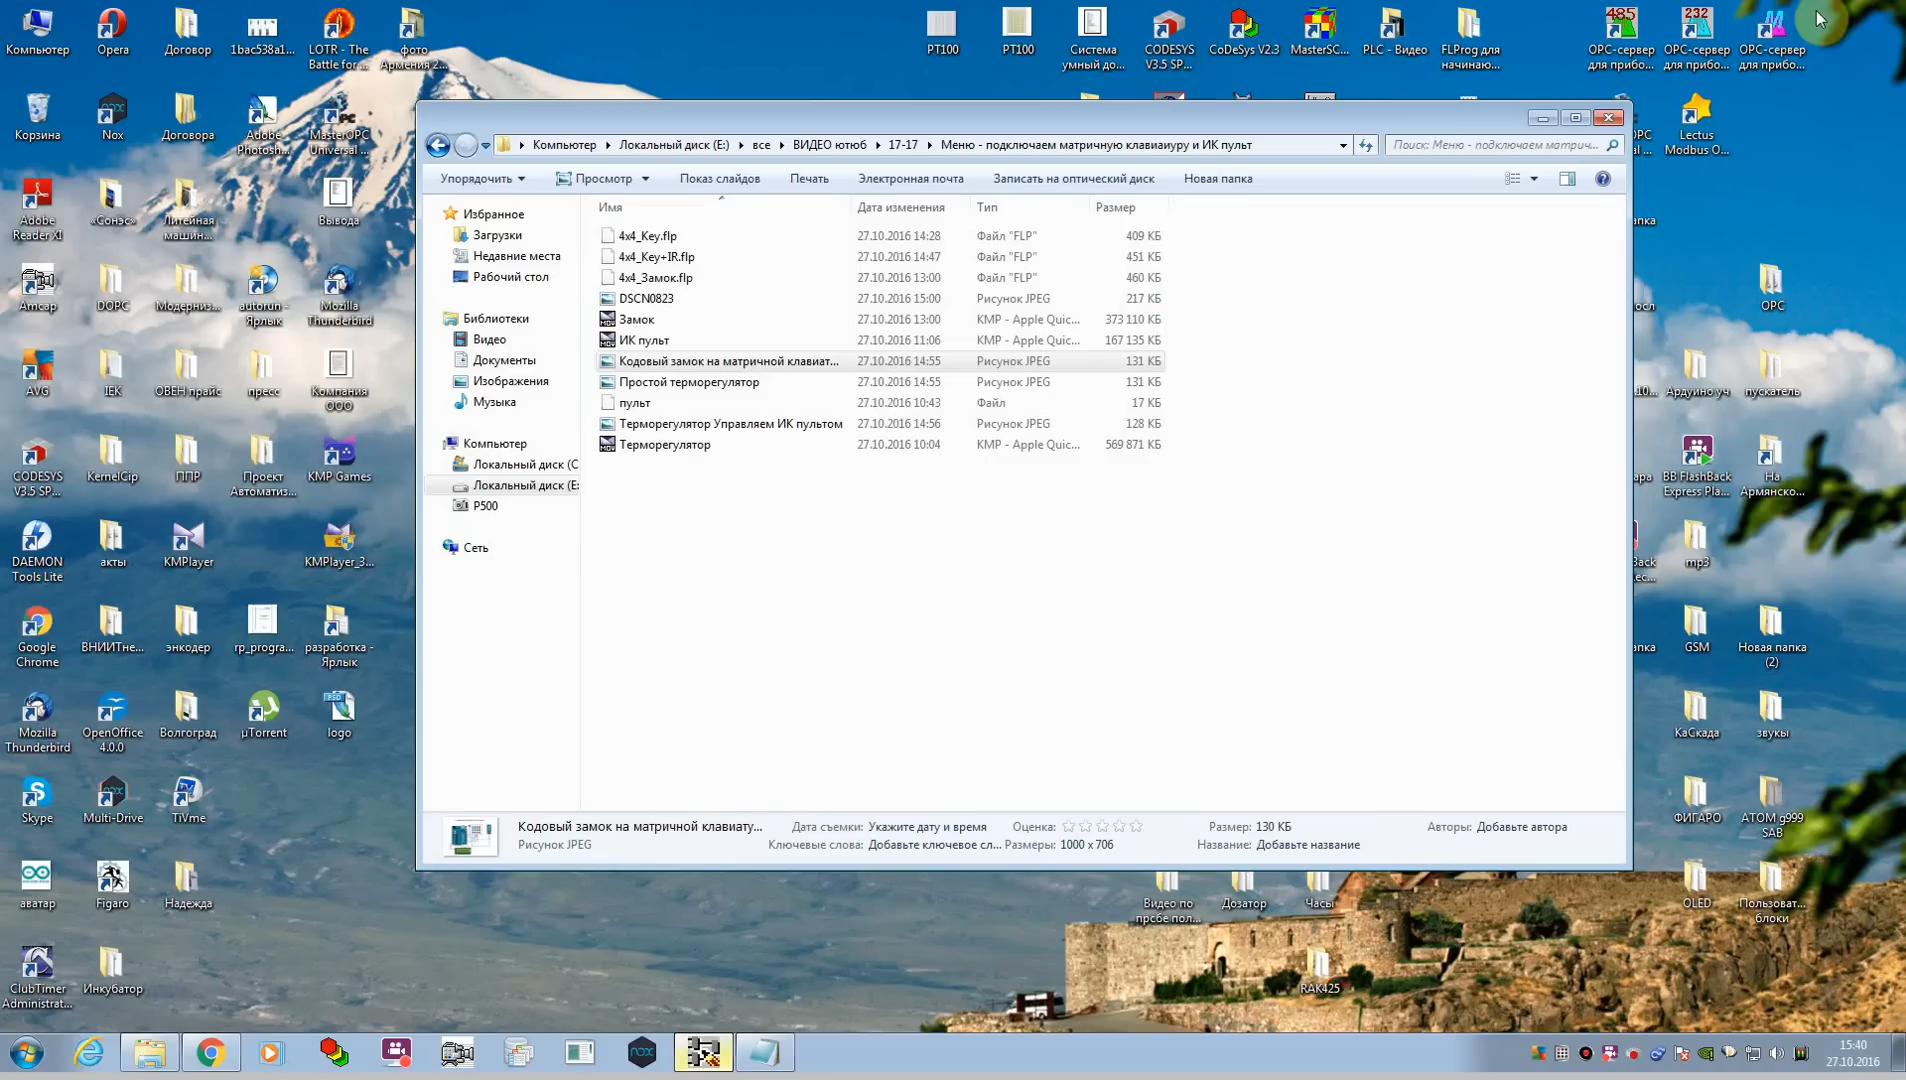 Компьютер
Opera
Договор
1bac538a1...
LOTR - The
Battle for ...
фото
Армения 2...
PT100
PT100
Система
умный до...
CODESYS
V3.5 SP...
CoDeSys V2.3
MasterSC...
PLC - Видео
FLProg для
начинаю...
485
OPC-сервер
для прибо...
232
OPC-сервер
для прибо...
OPC-сервер
для прибо...
Корзина
Nox
Договора
Adobe
Photosh...
MasterOPC
Universal ...
Lectus
Modbus O...
Adobe
Reader XI
«Сонэс»
Литейная
машин...
Вывода
Amcap
DOPC
Модерниз...
autorun -
Ярлык
Mozilla
Thunderbird
AVG
IEK
ОВЕН прайс
пресс
Компания
ООО
CODESYS
V3.5 SP...
KernelCip
ППР
Проект
Автоматиз...
KMP Games
DAEMON
Tools Lite
акты
KMPlayer
KMPlayer_3...
Google
Chrome
ВНИИТне...
энкодер
rp_progra...
разработка -
Ярлык
Mozilla
Thunderbird
OpenOffice
4.0.0
Волгоград
µTorrent
logo
Skype
Multi-Drive
TiVme
аватар
Figaro
Надежда
ClubTimer
Administrat...
Инкубатор
Компьютер
Локальный диск (E:)
все
ВИДЕО ютюб
17-17
Меню - подключаем матричную клавиаиуру и ИК пульт
Поиск: Меню - подключаем матрич...
Упорядочить
Просмотр
Показ слайдов
Печать
Электронная почта
Записать на оптический диск
Новая папка
Избранное
Загрузки
Недавние места
Рабочий стол
Библиотеки
Видео
Документы
Изображения
Музыка
Компьютер
Локальный диск (C
Локальный диск (E:
P500
Сеть
Имя Дата изменения Тип Размер
4x4_Key.flp 27.10.2016 14:28 Файл "FLP" 409 КБ
4x4_Key+IR.flp 27.10.2016 14:47 Файл "FLP" 451 КБ
4x4_Замок.flp 27.10.2016 13:00 Файл "FLP" 460 КБ
DSCN0823 27.10.2016 15:00 Рисунок JPEG 217 КБ
Замок 27.10.2016 13:00 KMP - Apple Quic... 373 110 КБ
ИК пульт 27.10.2016 11:06 KMP - Apple Quic... 167 135 КБ
Кодовый замок на матричной клавиат... 27.10.2016 14:55 Рисунок JPEG 131 КБ
Простой терморегулятор 27.10.2016 14:55 Рисунок JPEG 131 КБ
пульт 27.10.2016 10:43 Файл 17 КБ
Терморегулятор Управляем ИК пультом 27.10.2016 14:56 Рисунок JPEG 128 КБ
Терморегулятор 27.10.2016 10:04 KMP - Apple Quic... 569 871 КБ
Кодовый замок на матричной клавиату... Дата съемки: Укажите дату и время Оценка: Размер: 130 КБ Авторы: Добавьте автора
Рисунок JPEG Ключевые слова: Добавьте ключевое сл... Размеры: 1000 x 706 Название: Добавьте название
OPC
Ардуино уч
пускатель
BB FlashBack
Express Pla...
На
Армянско...
mp3
GSM
Новая папка
(2)
КаСкада
звукы
ФИГАРО
ATOM g999
SAB
OLED
Пользоват...
блоки
Видео по
прсбе пол...
Дозатор
Часы
RAK425
15:40
27.10.2016